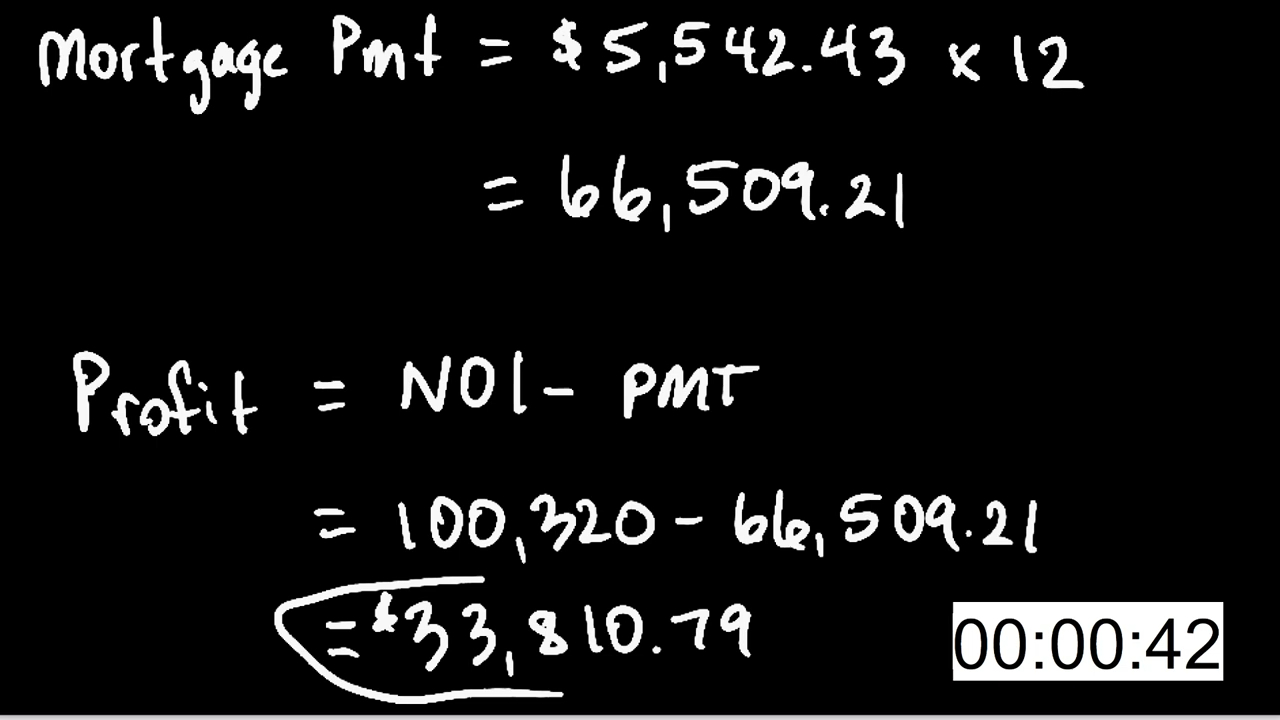 Mortgage Pmt = $5,542.43 x 12
= 66,509.21
Profit = NOI - PMT
= 100,320 - 66,509.21
= $33,810.79
00:00:42